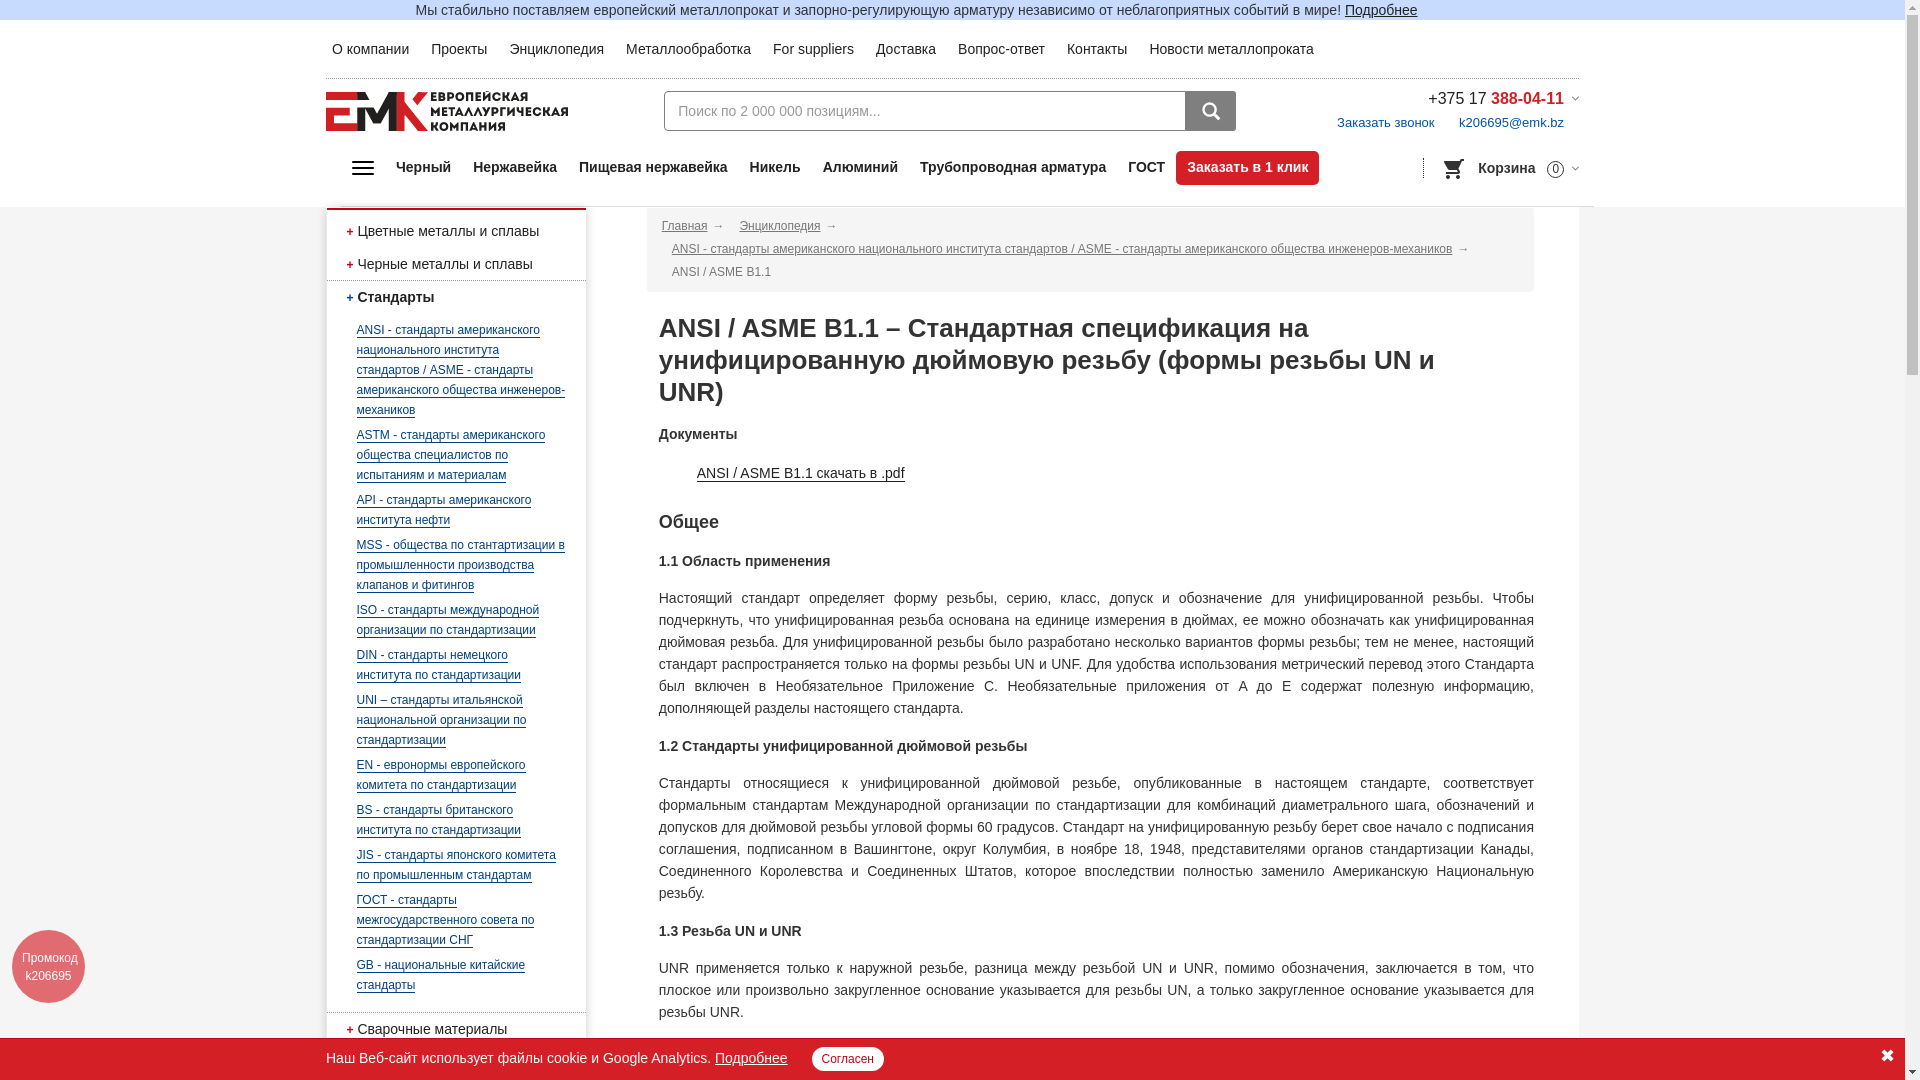 Мы стабильно поставляем европейский металлопрокат и запорно-регулирующую арматуру независимо от неблагоприятных событий в мире! Подробнее
О компании Проекты Энциклопедия Металлообработка For suppliers Доставка Вопрос-ответ Контакты Новости металлопроката
ЕМК ЕВРОПЕЙСКАЯ
МЕТАЛЛУРГИЧЕСКАЯ
КОМПАНИЯ
Поиск по 2 000 000 позициям...
+375 17 388-04-11
Заказать звонок k206695@emk.bz
Черный Нержавейка Пищевая нержавейка Никель Алюминий Трубопроводная арматура ГОСТ Заказать в 1 клик
Корзина 0
+ Цветные металлы и сплавы
+ Черные металлы и сплавы
+ Стандарты
ANSI - стандарты американского
национального института
стандартов / ASME - стандарты
американского общества инженеров-
механиков
ASTM - стандарты американского
общества специалистов по
испытаниям и материалам
API - стандарты американского
института нефти
MSS - общества по стантартизации в
промышленности производства
клапанов и фитингов
ISO - стандарты международной
организации по стандартизации
DIN - стандарты немецкого
института по стандартизации
UNI – стандарты итальянской
национальной организации по
стандартизации
EN - евронормы европейского
комитета по стандартизации
BS - стандарты британского
института по стандартизации
JIS - стандарты японского комитета
по промышленным стандартам
ГОСТ - стандарты
межгосударственного совета по
стандартизации СНГ
GB - национальные китайские
стандарты
+ Сварочные материалы
Главная → Энциклопедия →
ANSI - стандарты американского национального института стандартов / ASME - стандарты американского общества инженеров-механиков →
ANSI / ASME B1.1
ANSI / ASME B1.1 – Стандартная спецификация на
унифицированную дюймовую резьбу (формы резьбы UN и
UNR)
Документы
ANSI / ASME B1.1 скачать в .pdf
Общее
1.1 Область применения
Настоящий стандарт определяет форму резьбы, серию, класс, допуск и обозначение для унифицированной резьбы. Чтобы
подчеркнуть, что унифицированная резьба основана на единице измерения в дюймах, ее можно обозначать как унифицированная
дюймовая резьба. Для унифицированной резьбы было разработано несколько вариантов формы резьбы; тем не менее, настоящий
стандарт распространяется только на формы резьбы UN и UNF. Для удобства использования метрический перевод этого Стандарта
был включен в Необязательное Приложение С. Необязательные приложения от А до Е содержат полезную информацию,
дополняющей разделы настоящего стандарта.
1.2 Стандарты унифицированной дюймовой резьбы
Стандарты относящиеся к унифицированной дюймовой резьбе, опубликованные в настоящем стандарте, соответствует
формальным стандартам Международной организации по стандартизации для комбинаций диаметрального шага, обозначений и
допусков для дюймовой резьбы угловой формы 60 градусов. Стандарт на унифицированную резьбу берет свое начало с подписания
соглашения, подписанном в Вашингтоне, округ Колумбия, в ноябре 18, 1948, представителями органов стандартизации Канады,
Соединенного Королевства и Соединенных Штатов, которое впоследствии полностью заменило Американскую Национальную
резьбу.
1.3 Резьба UN и UNR
UNR применяется только к наружной резьбе, разница между резьбой UN и UNR, помимо обозначения, заключается в том, что
плоское или произвольно закругленное основание указывается для резьбы UN, а только закругленное основание указывается для
резьбы UNR.
Промокод
k206695
Наш Веб-сайт использует файлы cookie и Google Analytics. Подробнее Согласен ✖